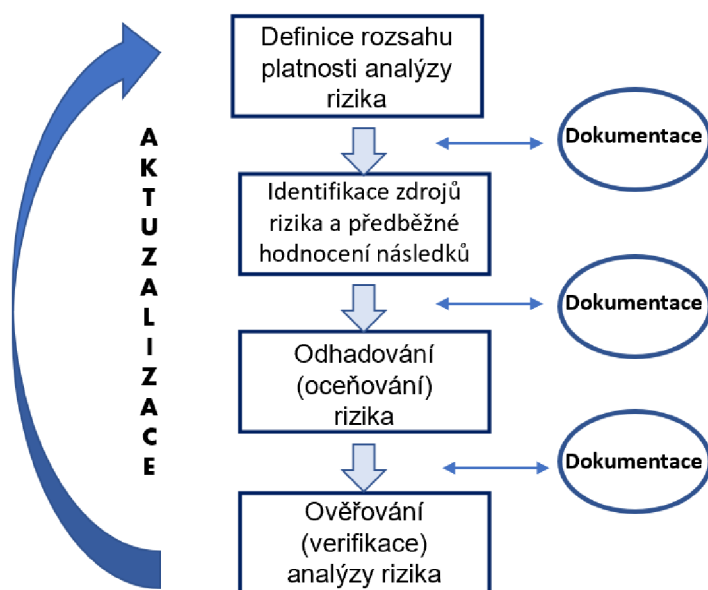 Definice rozsahu
platnosti analýzy
rizika
Dokumentace
Identifikace zdrojů
rizika a předběžné
hodnocení následků
Dokumentace
Odhadování
(oceňování)
rizika
Dokumentace
Ověřování
(verifikace)
analýzy rizika
AKTUZALIZACE